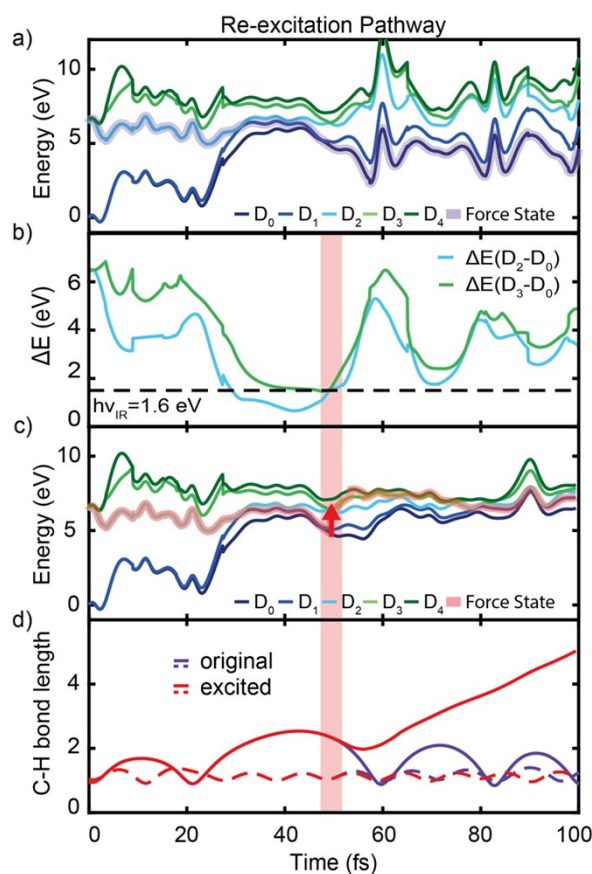 Re-excitation Pathway
a)
Energy (eV)
10
5
0
D₀ D₁ D₂ D₃ D₄ Force State
b)
ΔE (eV)
6
4
2
0
ΔE(D₂-D₀)
ΔE(D₃-D₀)
hν_IR=1.6 eV
c)
Energy (eV)
10
5
0
D₀ D₁ D₂ D₃ D₄ Force State
d)
C-H bond length
4
2
0
original
excited
0 20 40 60 80 100
Time (fs)